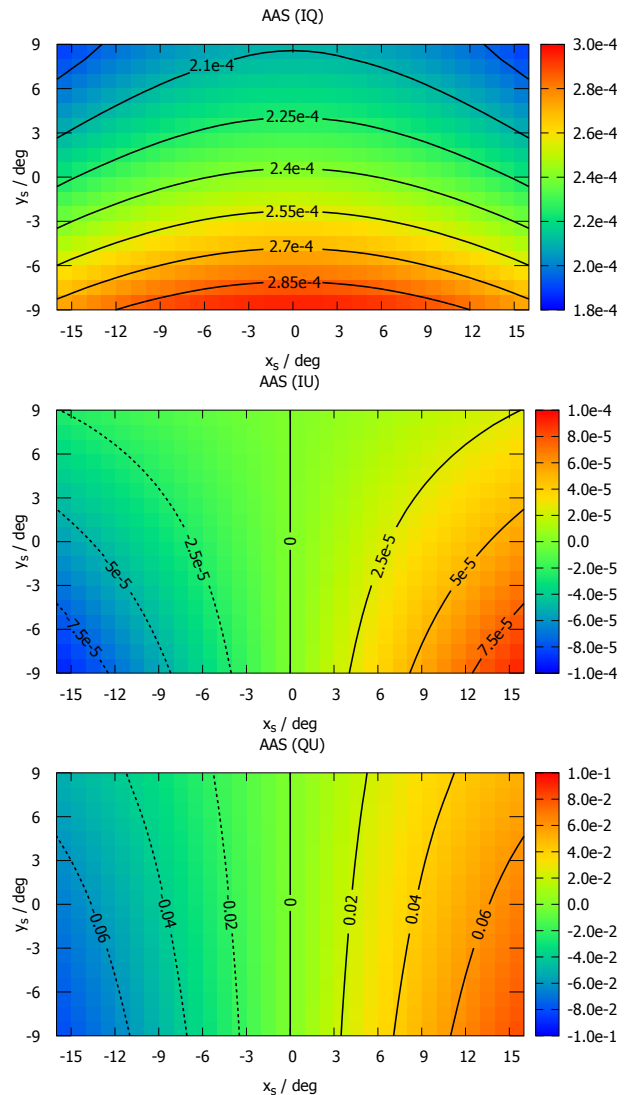 AAS (IQ)
9
6
3
0
-3
-6
-9
y_s / deg
2.1e-4
2.25e-4
2.4e-4
2.55e-4
2.7e-4
2.85e-4
3.0e-4
2.8e-4
2.6e-4
2.4e-4
2.2e-4
2.0e-4
1.8e-4
-15 -12 -9 -6 -3 0 3 6 9 12 15
x_s / deg
AAS (IU)
9
6
3
0
-3
-6
-9
y_s / deg
-7.5e-5
-5e-5
-2.5e-5
0
2.5e-5
5e-5
7.5e-5
1.0e-4
8.0e-5
6.0e-5
4.0e-5
2.0e-5
0.0
-2.0e-5
-4.0e-5
-6.0e-5
-8.0e-5
-1.0e-4
-15 -12 -9 -6 -3 0 3 6 9 12 15
x_s / deg
AAS (QU)
9
6
3
0
-3
-6
-9
y_s / deg
0.06
0.04
0.02
0
0.02
0.04
0.06
1.0e-1
8.0e-2
6.0e-2
4.0e-2
2.0e-2
0.0
-2.0e-2
-4.0e-2
-6.0e-2
-8.0e-2
-1.0e-1
-15 -12 -9 -6 -3 0 3 6 9 12 15
x_s / deg